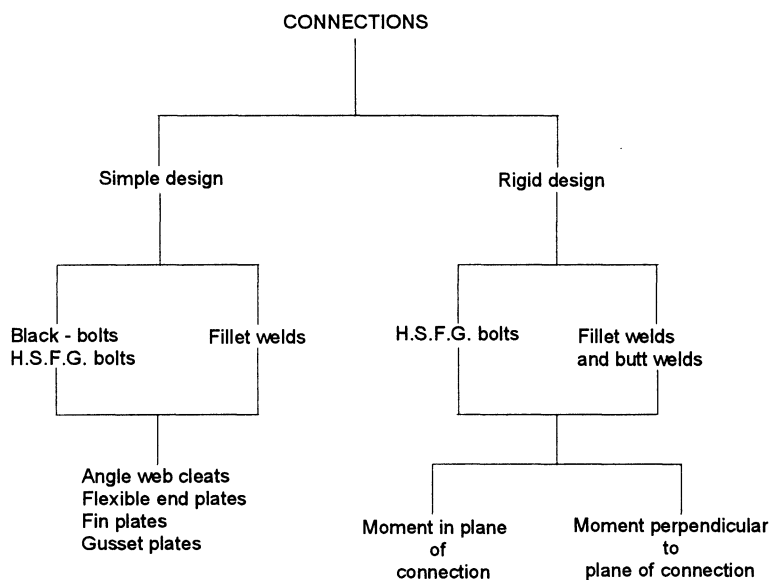 CONNECTIONS
Simple design
Rigid design
Black - bolts
H.S.F.G. bolts
Fillet welds
H.S.F.G. bolts
Fillet welds
and butt welds
Angle web cleats
Flexible end plates
Fin plates
Gusset plates
Moment in plane
of
connection
Moment perpendicular
to
plane of connection